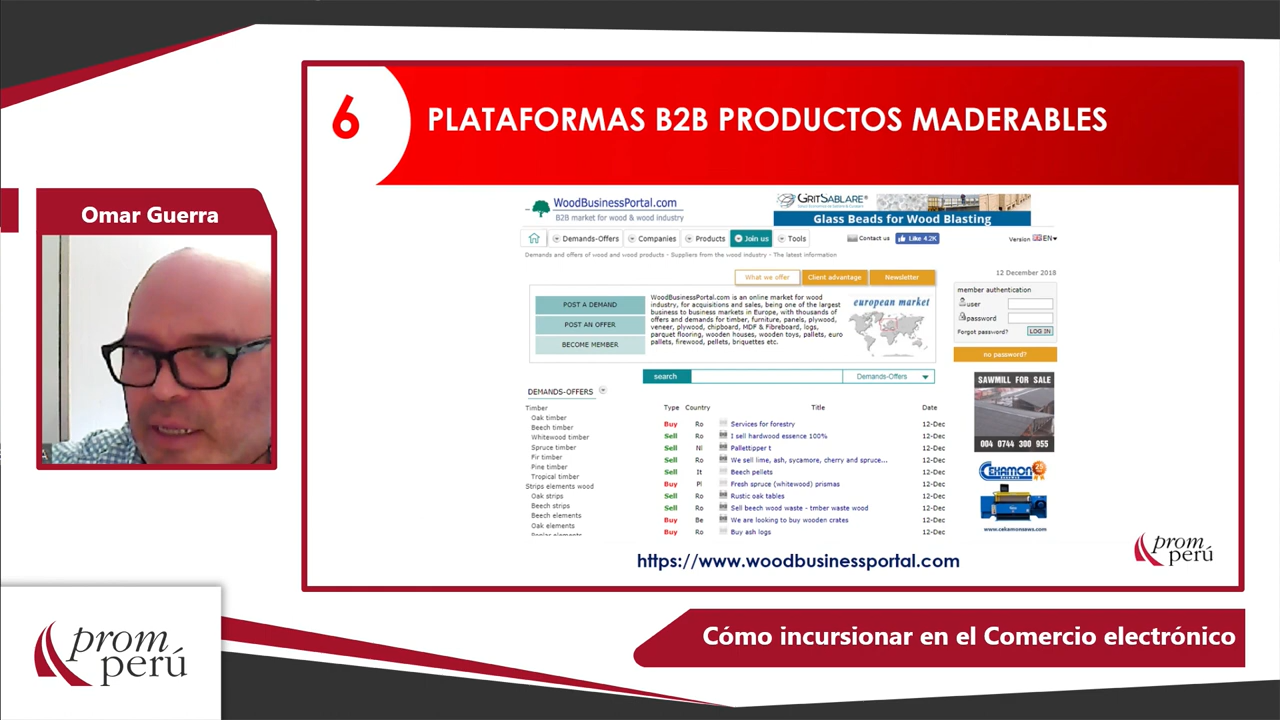 6
PLATAFORMAS B2B PRODUCTOS MADERABLES
Omar Guerra
WoodBusinessPortal.com
B2B market for wood & wood industry
GRITSABLARE®
Glass Beads for Wood Blasting
Demands-Offers Companies Products Join us Tools
Contact us Like 4.2K Version EN
Demands and offers of wood and wood products - Suppliers from the wood industry - The latest information
12 December 2018
What we offer Client advantage Newsletter
POST A DEMAND
POST AN OFFER
BECOME MEMBER
WoodBusinessPortal.com is an online market for wood
industry, for acquisitions and sales, being one of the largest
business to business markets in Europe, with thousands of
offers and demands for timber, furniture, panels, plywood,
veneer, plywood, chipboard, MDF & Fibreboard, logs,
parquet flooring, wooden houses, wooden toys, pallets, euro
pallets, firewood, pellets, briquettes etc.
european market
member authentication
user
password
Forgot password? LOG IN
no password?
search Demands-Offers
DEMANDS-OFFERS
Timber
Oak timber
Beech timber
Whitewood timber
Spruce timber
Fir timber
Pine timber
Tropical timber
Strips elements wood
Oak strips
Beech strips
Beech elements
Oak elements
Type Country Title Date
Buy Ro Services for forestry 12-Dec
Sell Ro I sell hardwood essence 100% 12-Dec
Sell Nl Pallettipper t 12-Dec
Sell Ro We sell lime, ash, sycamore, cherry and spruce... 12-Dec
Sell It Beech pellets 12-Dec
Buy Pl Fresh spruce (whitewood) prismas 12-Dec
Sell Ro Rustic oak tables 12-Dec
Sell Ro Sell beech wood waste - tmber waste wood 12-Dec
Buy Be We are looking to buy wooden crates 12-Dec
Buy Ro Buy ash logs 12-Dec
SAWMILL FOR SALE
004 0744 300 955
CEKAMON
www.cekamonsaws.com
https://www.woodbusinessportal.com
prom
perú
Cómo incursionar en el Comercio electrónico
prom
perú